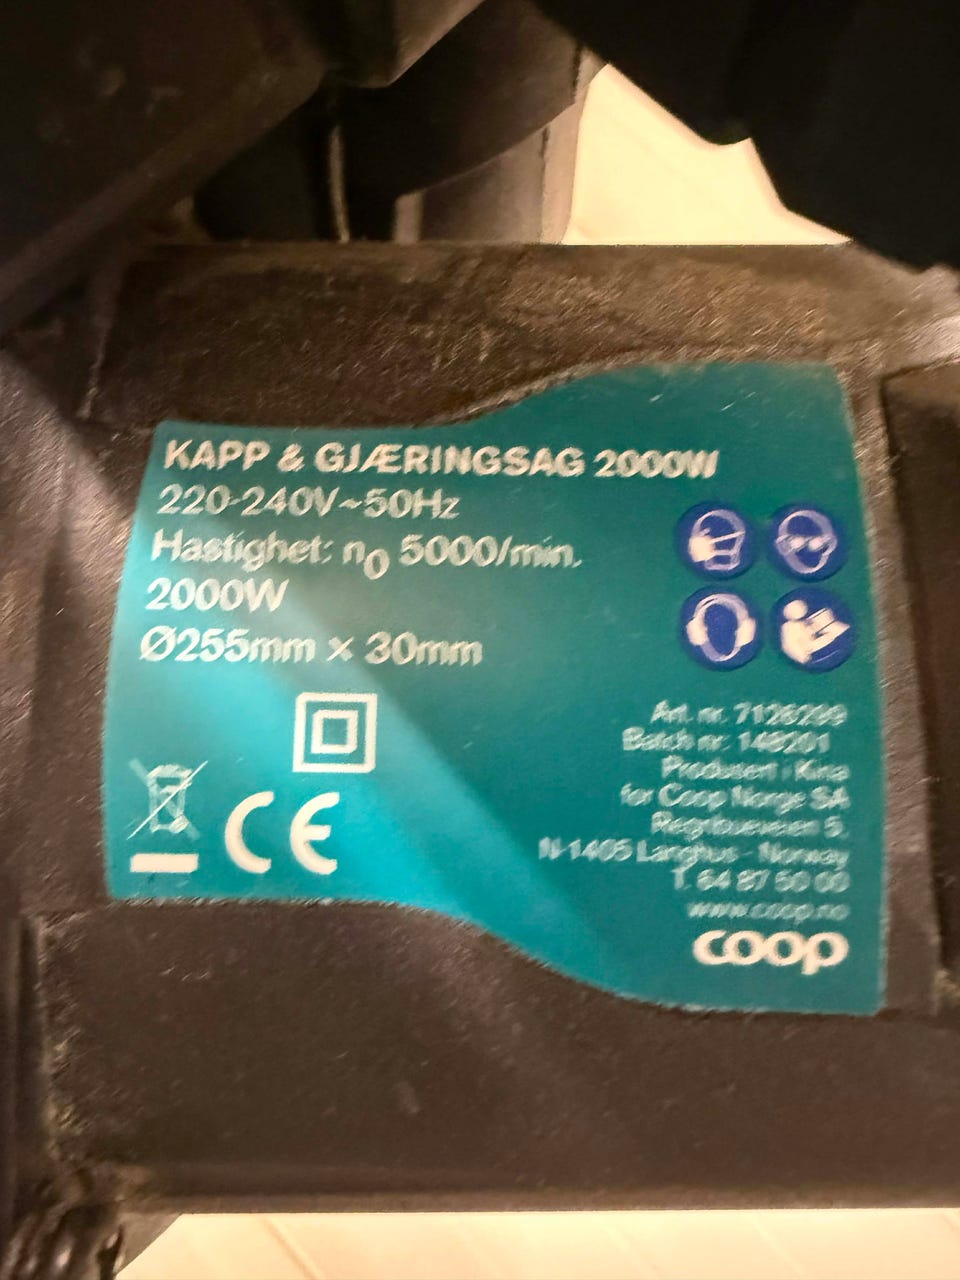 KAPP & GJÆRINGSAG 2000W
220-240V~50Hz
Hastighet: n0 5000/min.
2000W
Ø255mm x 30mm
CE
Art. nr. 7126299
Batch nr. 148201
Produsert i Kina
for Coop Norge SA
5,
N-1405 Langhus - Norway
T. 64 87 50 00
www.coop.no
coop